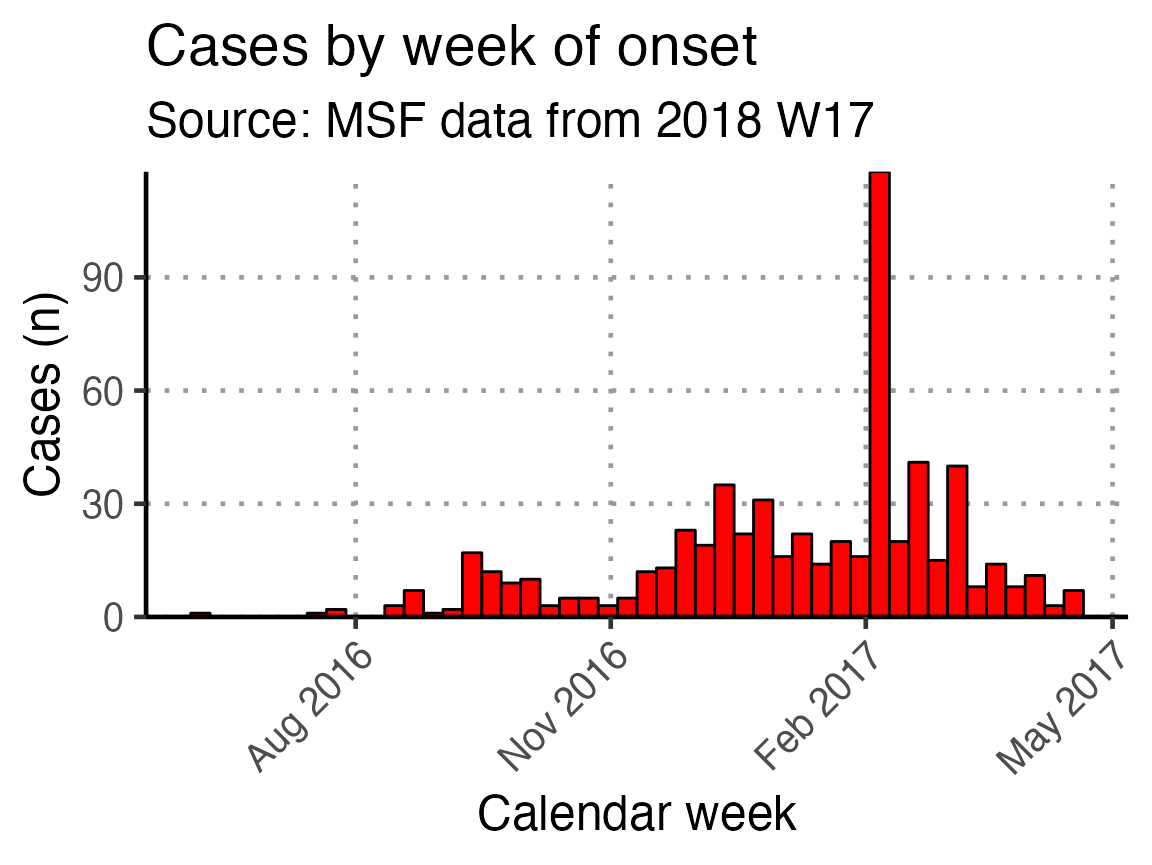 Cases by week of onset
Source: MSF data from 2018 W17
Cases (n)
90
60
30
0
Aug 2016
Nov 2016
Feb 2017
May 2017
Calendar week